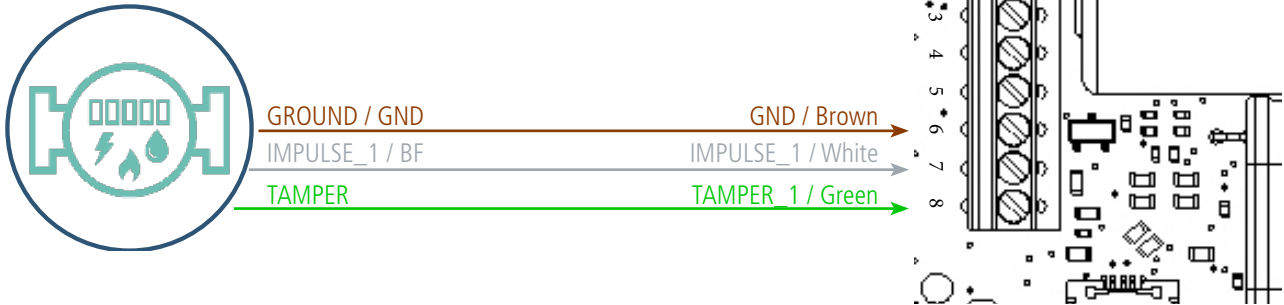 3
4
5
GROUND / GND GND / Brown 6
IMPULSE_1 / BF IMPULSE_1 / White 7
TAMPER TAMPER_1 / Green 8